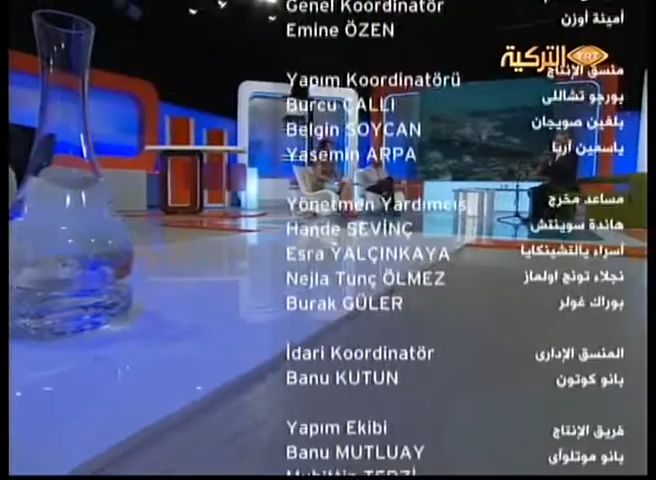 Genel Koordinatör
Emine ÖZEN
أمينة أوزن
TRT
التركية
Yapım Koordinatörü
منسق الإنتاج
Burcu ÇALLI
بورجو تشاللي
Belgin SOYCAN
بلغين صويجان
Yasemin ARPA
ياسمين آربا
Yönetmen Yardımcısı
مساعد مخرج
Hande SEVİNÇ
هاندة سوينتش
Esra YALÇINKAYA
أسراء يالتشينكايا
Nejla Tunç ÖLMEZ
نجلاء تونج اولماز
Burak GÜLER
بوراك غولر
İdari Koordinatör
المنسق الإداري
Banu KUTUN
بانو كوتون
Yapım Ekibi
فريق الإنتاج
Banu MUTLUAY
بانو موتلوآي